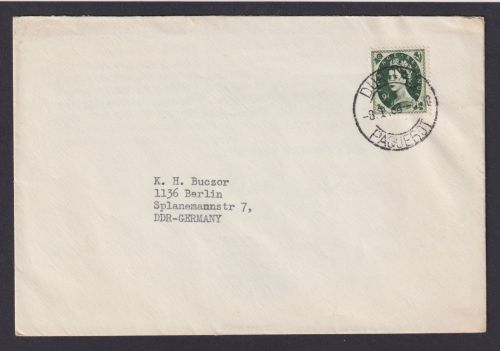 PAQUEBOT
K. H. Buczor
1136 Berlin
Splanemannstr 7,
DDR-GERMANY